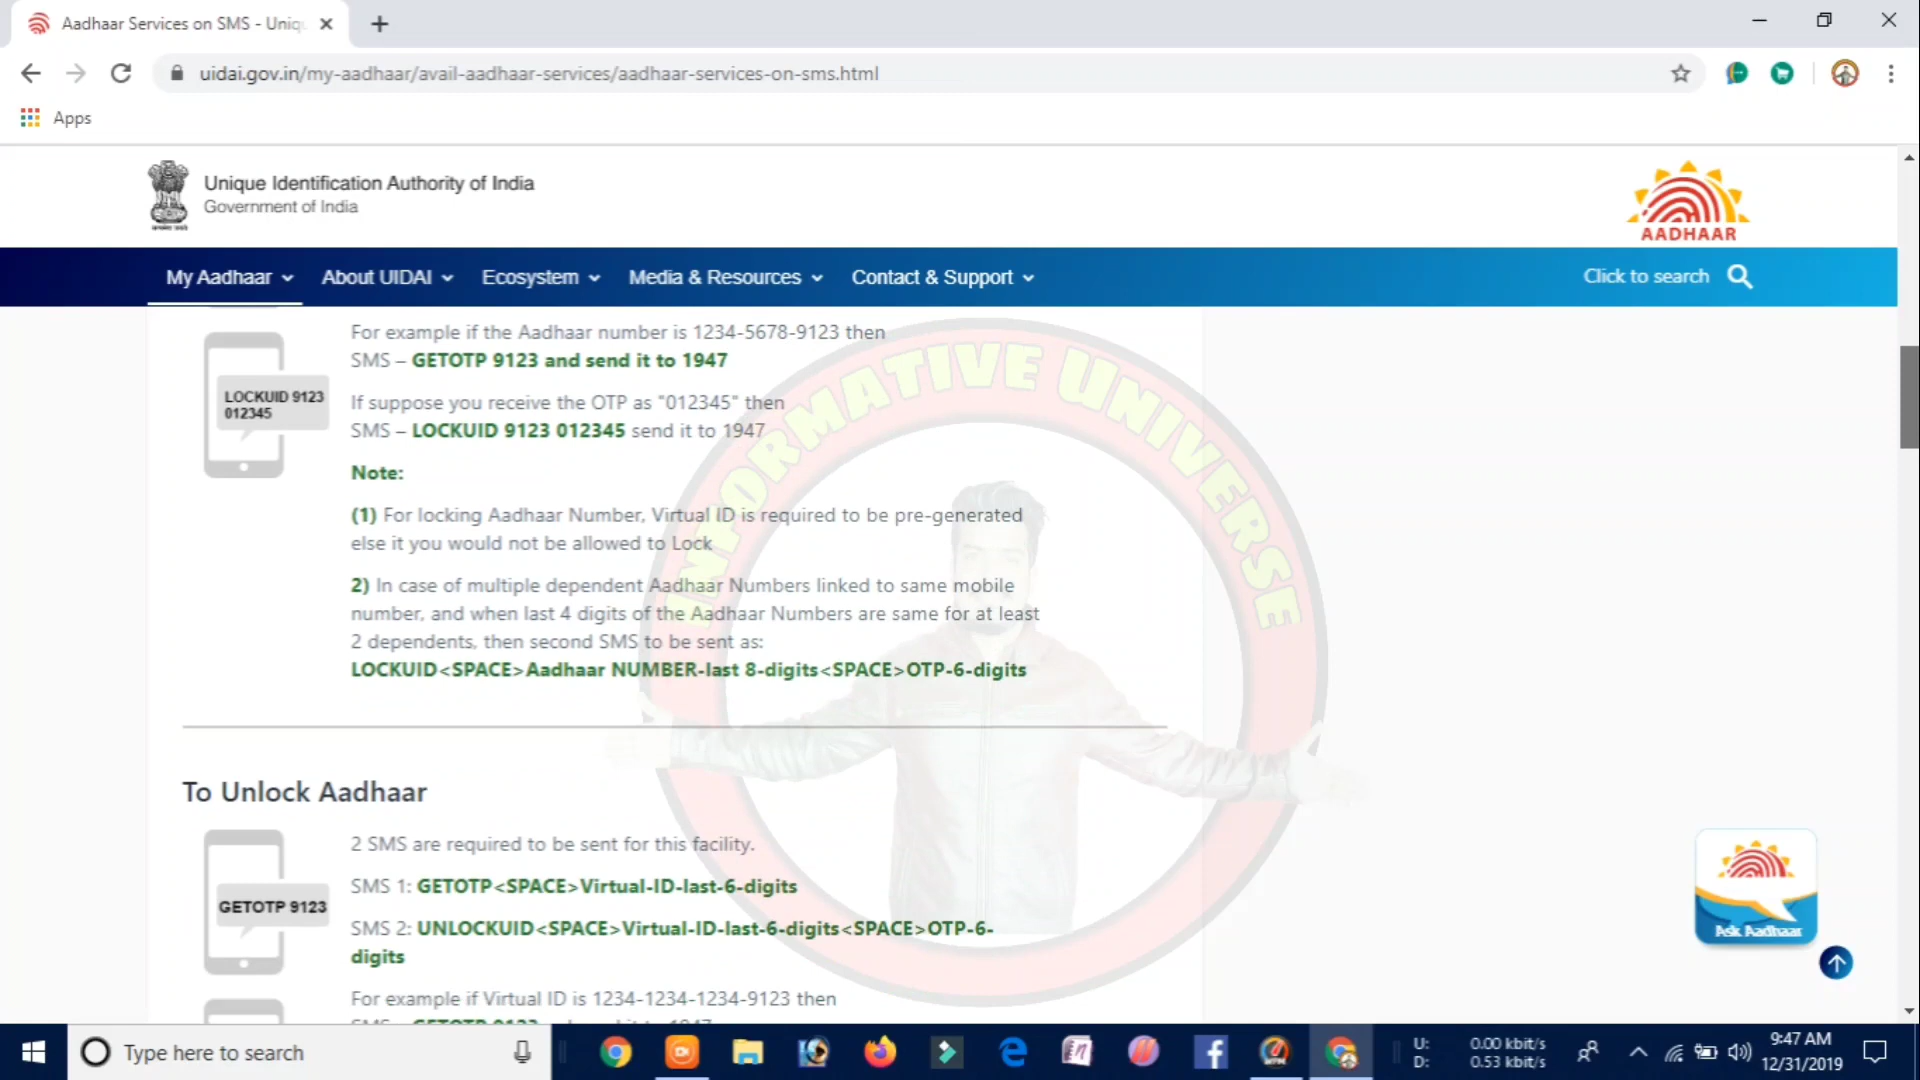 Aadhaar Services on SMS - Uniq
uidai.gov.in/my-aadhaar/avail-aadhaar-services/aadhaar-services-on-sms.html
Apps
Unique Identification Authority of India
Government of India
AADHAAR
My Aadhaar About UIDAI Ecosystem Media & Resources Contact & Support Click to search
For example if the Aadhaar number is 1234-5678-9123 then
SMS – GETOTP 9123 and send it to 1947
LOCKUID 9123
012345
If suppose you receive the OTP as "012345" then
SMS – LOCKUID 9123 012345 send it to 1947
Note:
(1) For locking Aadhaar Number, Virtual ID is required to be pre-generated
else it you would not be allowed to Lock
2) In case of multiple dependent Aadhaar Numbers linked to same mobile
number, and when last 4 digits of the Aadhaar Numbers are same for at least
2 dependents, then second SMS to be sent as:
LOCKUID<SPACE>Aadhaar NUMBER-last 8-digits<SPACE>OTP-6-digits
INFORMATIVE UNIVERSE
To Unlock Aadhaar
2 SMS are required to be sent for this facility.
SMS 1: GETOTP<SPACE>Virtual-ID-last-6-digits
GETOTP 9123
SMS 2: UNLOCKUID<SPACE>Virtual-ID-last-6-digits<SPACE>OTP-6-
digits
For example if Virtual ID is 1234-1234-1234-9123 then
Ask Aadhaar
Type here to search
U: 0.00 kbit/s
D: 0.53 kbit/s
9:47 AM
12/31/2019